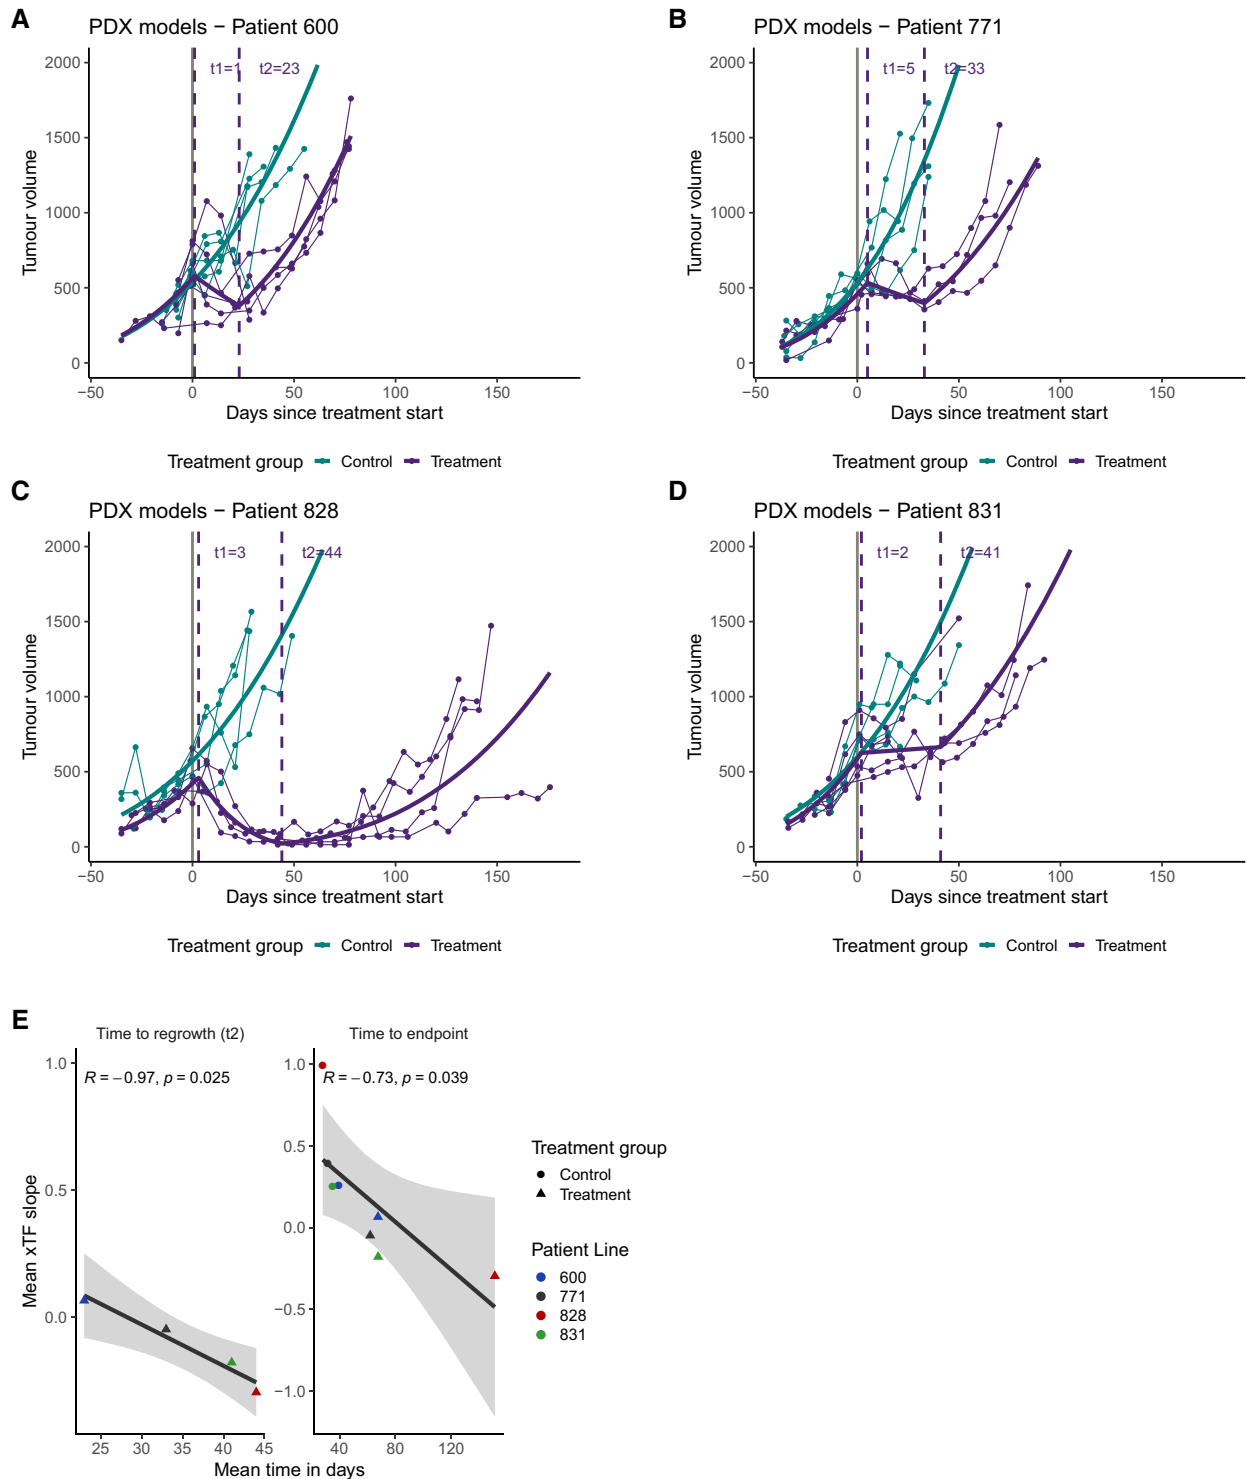 A
PDX models − Patient 600
Tumour volume
2000
1500
1000
500
0
t1=1
t2=23
−50
0
50
100
150
Days since treatment start
Treatment group
Control
Treatment
B
PDX models − Patient 771
Tumour volume
2000
1500
1000
500
0
t1=5
t2=33
−50
0
50
100
150
Days since treatment start
Treatment group
Control
Treatment
C
PDX models − Patient 828
Tumour volume
2000
1500
1000
500
0
t1=3
t2=44
−50
0
50
100
150
Days since treatment start
Treatment group
Control
Treatment
D
PDX models − Patient 831
Tumour volume
2000
1500
1000
500
0
t1=2
t2=41
−50
0
50
100
150
Days since treatment start
Treatment group
Control
Treatment
E
Time to regrowth (t2)
Mean xTF slope
1.0
0.5
0.0
R = −0.97, p = 0.025
25
30
35
40
45
Time to endpoint
1.0
0.5
0.0
−0.5
−1.0
R = −0.73, p = 0.039
40
80
120
Mean time in days
Treatment group
Control
Treatment
Patient Line
600
771
828
831